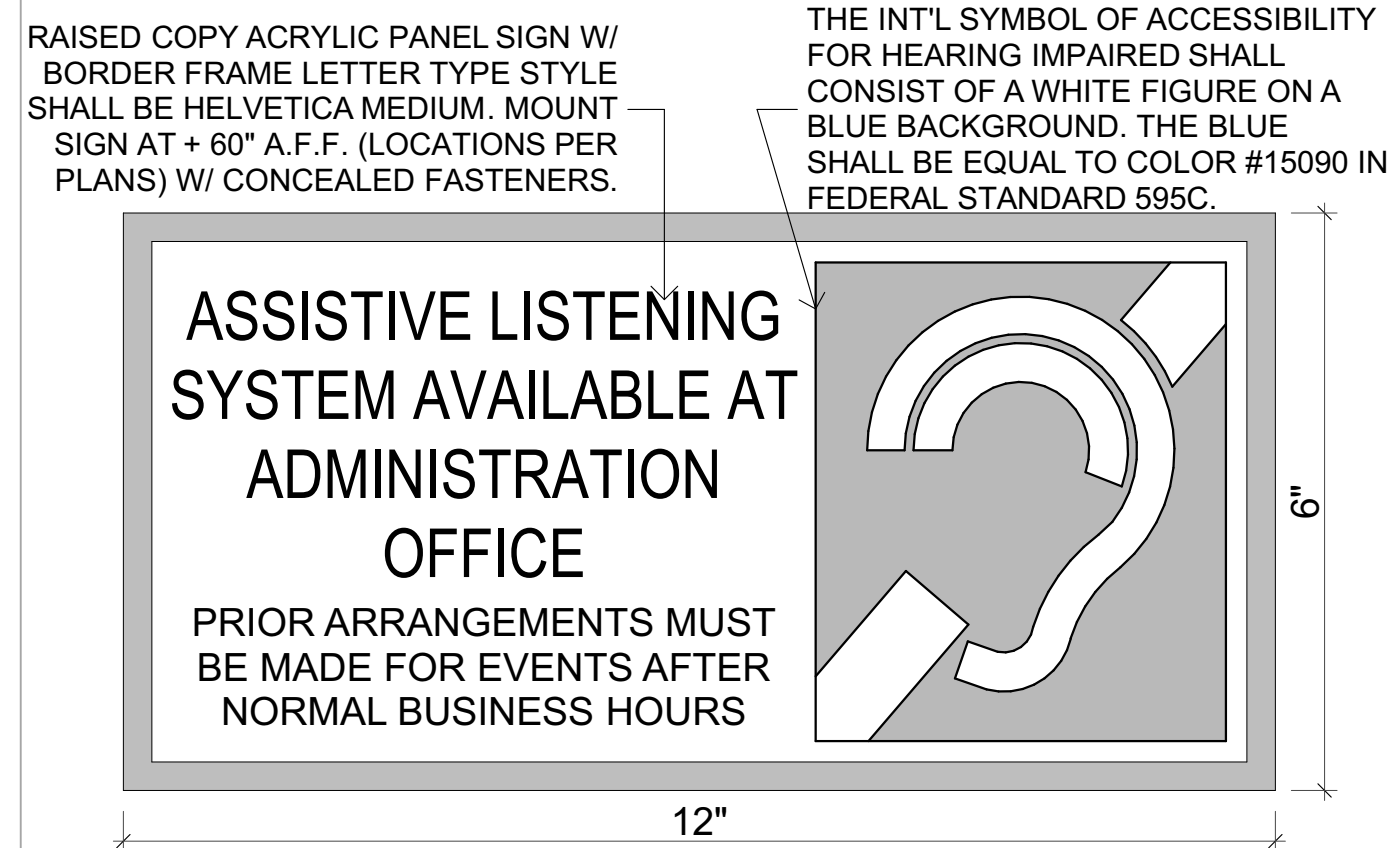 RAISED COPY ACRYLIC PANEL SIGN W/
BORDER FRAME LETTER TYPE STYLE
SHALL BE HELVETICA MEDIUM. MOUNT
SIGN AT + 60" A.F.F. (LOCATIONS PER
PLANS) W/ CONCEALED FASTENERS.
THE INT'L SYMBOL OF ACCESSIBILITY
FOR HEARING IMPAIRED SHALL
CONSIST OF A WHITE FIGURE ON A
BLUE BACKGROUND. THE BLUE
SHALL BE EQUAL TO COLOR #15090 IN
FEDERAL STANDARD 595C.
ASSISTIVE LISTENING
SYSTEM AVAILABLE AT
ADMINISTRATION
OFFICE
PRIOR ARRANGEMENTS MUST
BE MADE FOR EVENTS AFTER
NORMAL BUSINESS HOURS
6"
12"